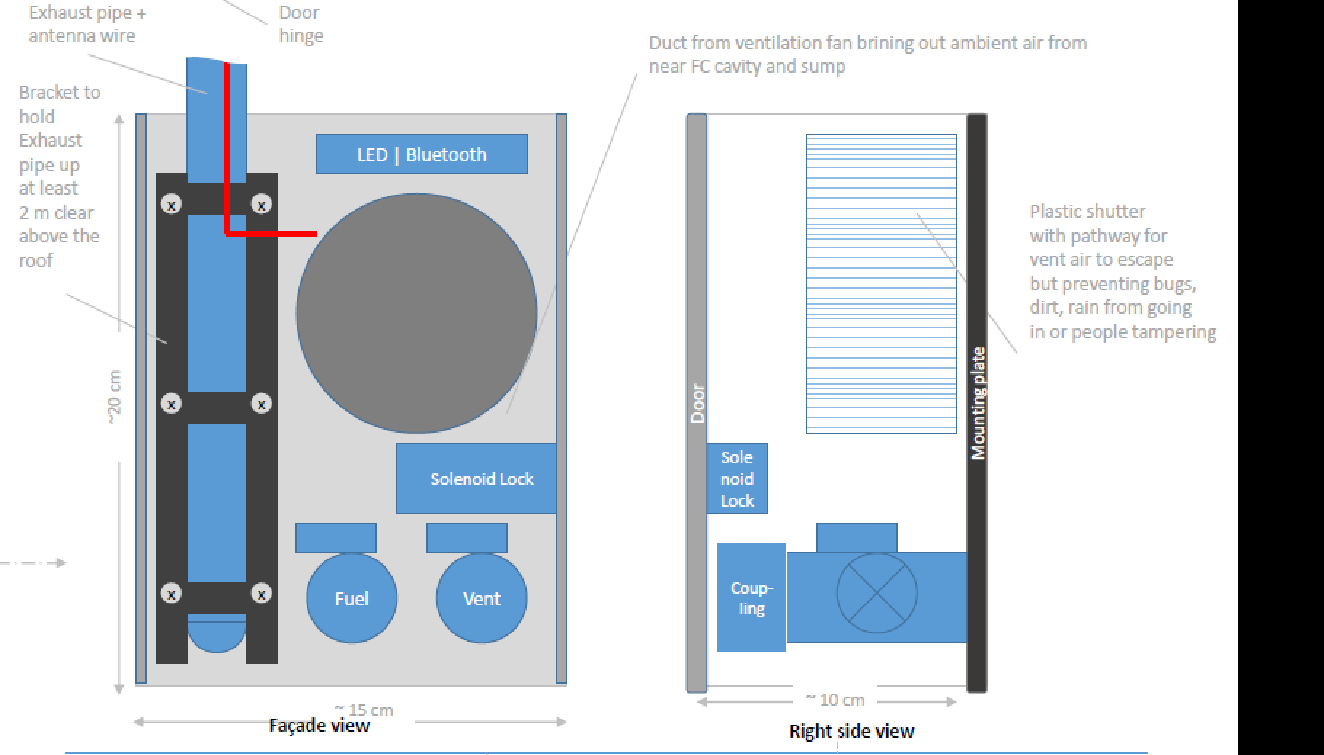 Exhaust pipe +
antenna wire
Door
hinge
Duct from ventilation fan brining out ambient air from
near FC cavity and sump
Bracket to
hold
Exhaust
pipe up
at least
2 m clear
above the
roof
LED | Bluetooth
x
x
x
x
x
x
~20 cm
Solenoid Lock
Fuel
Vent
~ 15 cm
Façade view
Plastic shutter
with pathway for
vent air to escape
but preventing bugs,
dirt, rain from going
in or people tampering
Door
Mounting plate
Sole
noid
Lock
Coup-
ling
~ 10 cm
Right side view